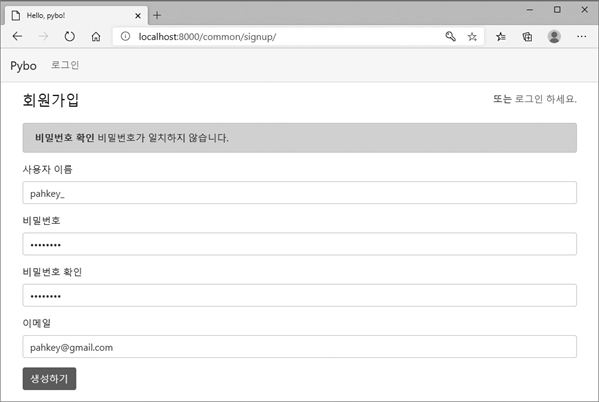 Hello, pybo!
localhost:8000/common/signup/
Pybo 로그인
회원가입
또는 로그인 하세요.
비밀번호 확인 비밀번호가 일치하지 않습니다.
사용자 이름
pahkey_
비밀번호
••••••••
비밀번호 확인
••••••••
이메일
pahkey@gmail.com
생성하기